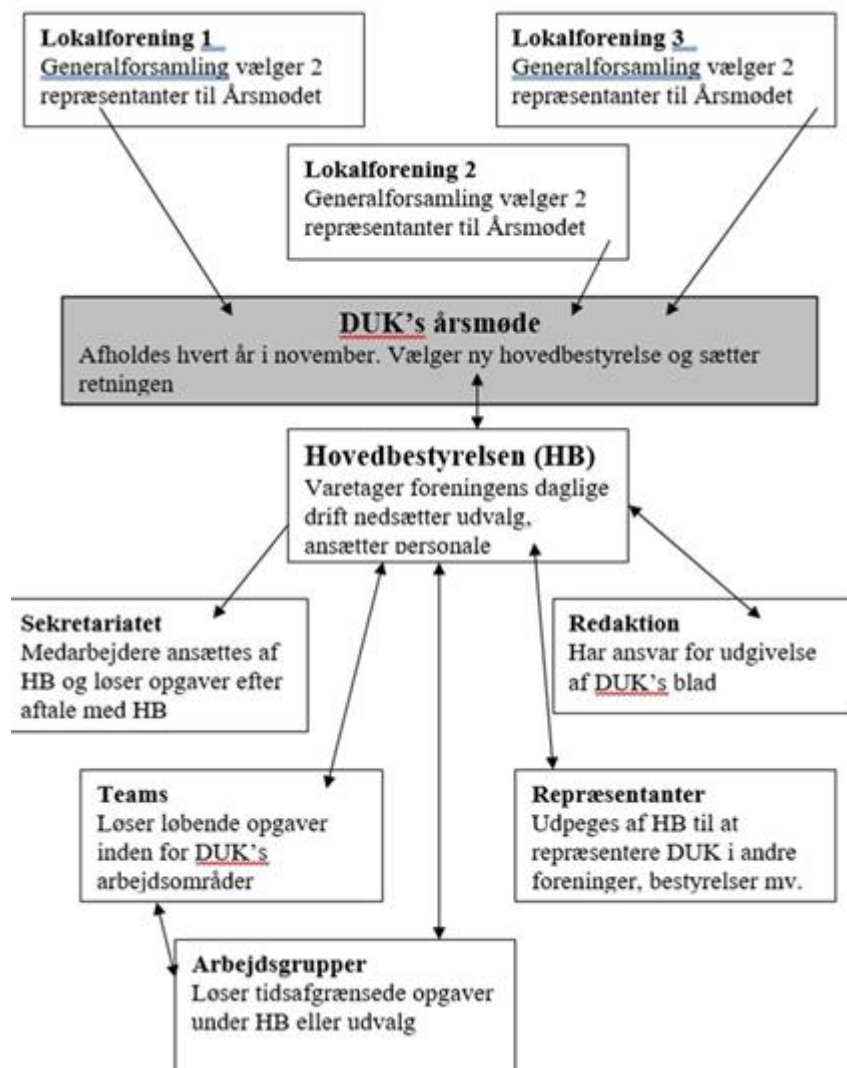 Lokalforening 1
Generalforsamling vælger 2
repræsentanter til Årsmødet
Lokalforening 3
Generalforsamling vælger 2
repræsentanter til Årsmødet
Lokalforening 2
Generalforsamling vælger 2
repræsentanter til Årsmødet
DUK's årsmøde
Afholdes hvert år i november. Vælger ny hovedbestyrelse og sætter
retningen
Hovedbestyrelsen (HB)
Varetager foreningens daglige
drift nedsætter udvalg,
ansætter personale
Sekretariatet
Medarbejdere ansættes af
HB og løser opgaver efter
aftale med HB
Redaktion
Har ansvar for udgivelse
af DUK's blad
Teams
Løser løbende opgaver
inden for DUK's
arbejdsområder
Repræsentanter
Udpeges af HB til at
repræsentere DUK i andre
foreninger, bestyrelser mv.
Arbejdsgrupper
Løser tidsafgrænsede opgaver
under HB eller udvalg